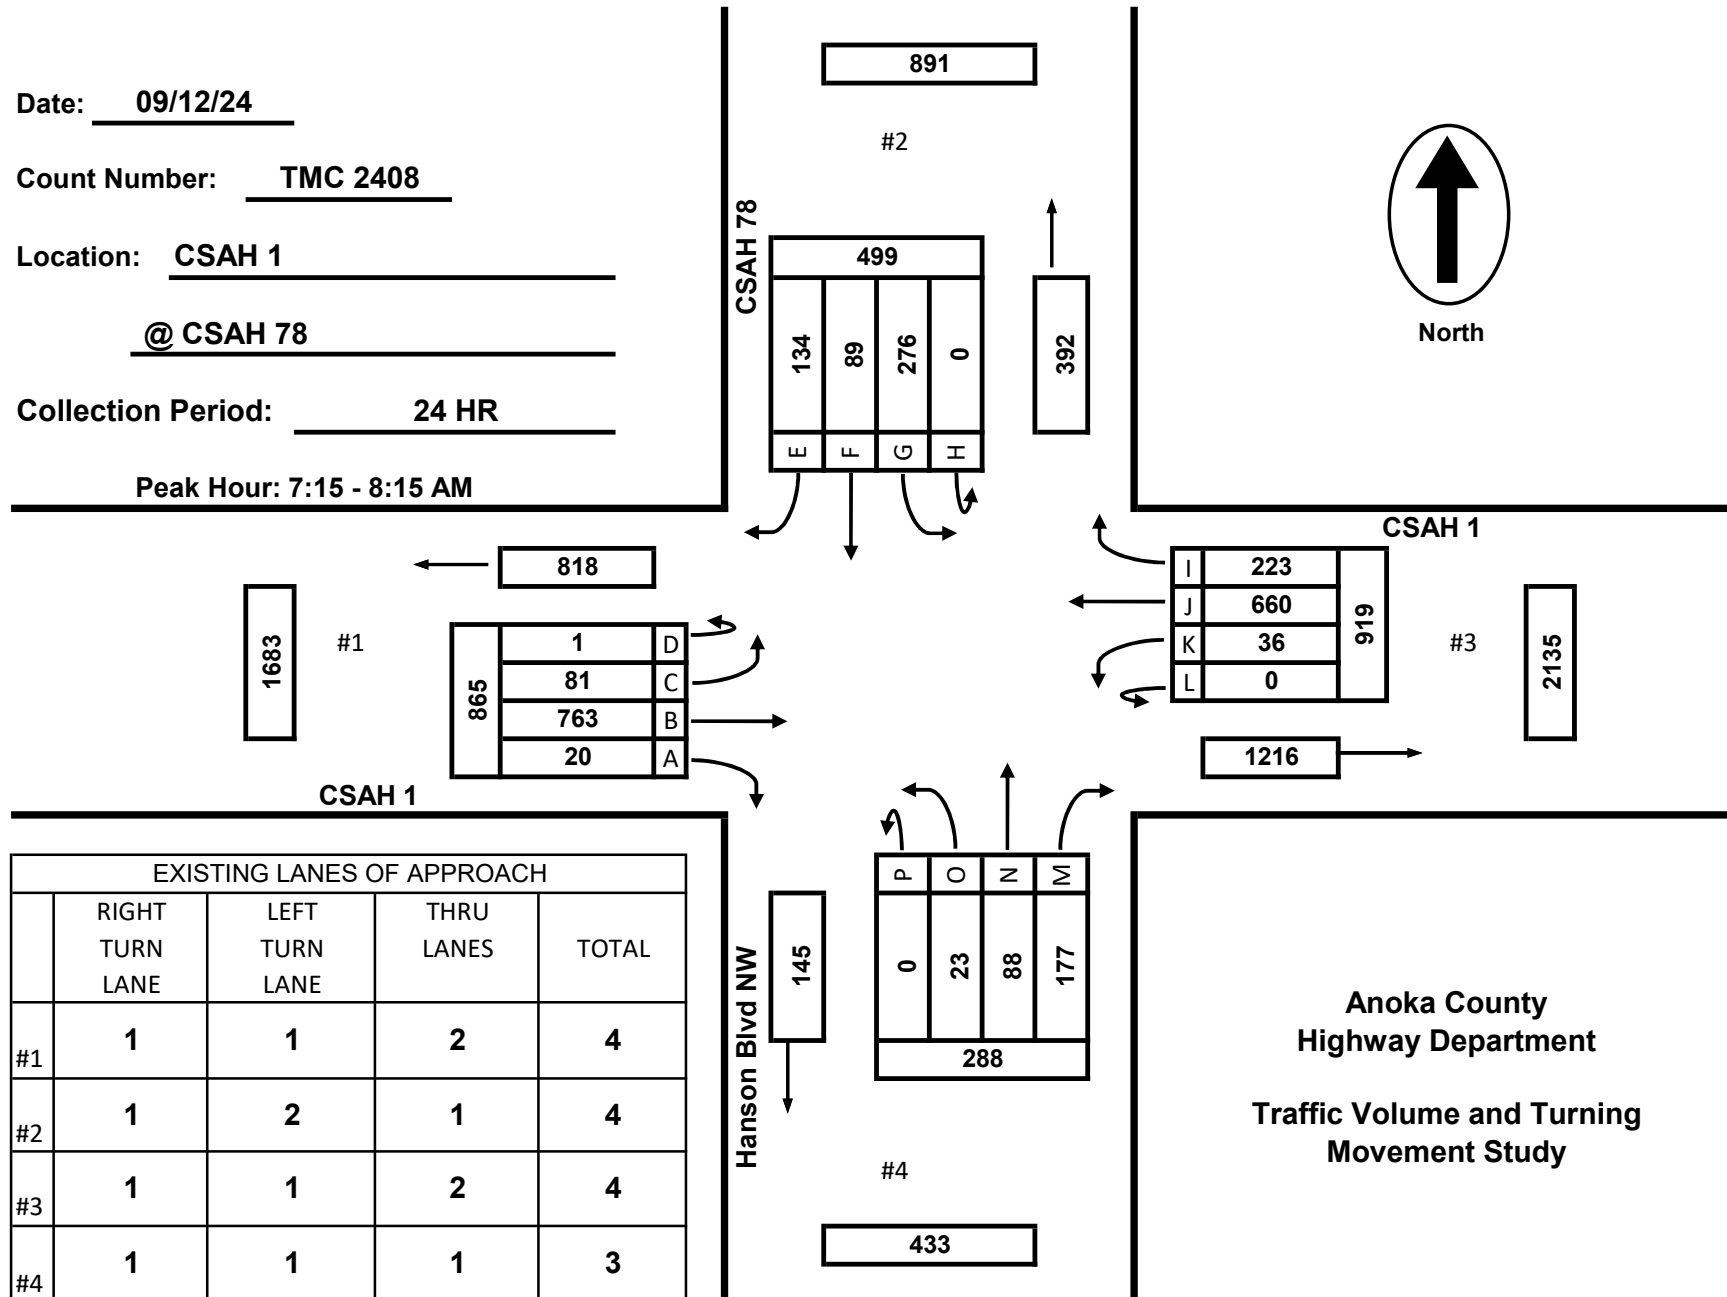 Date: 09/12/24
Count Number: TMC 2408
Location: CSAH 1
@ CSAH 78
Collection Period: 24 HR
Peak Hour: 7:15 - 8:15 AM
891
#2
CSAH 78
499
134 89 276 0
E F G H
392
North
CSAH 1
818
1683
#1
865
1 D
81 C
763 B
20 A
CSAH 1
I 223
J 660
K 36
L 0
919
#3
2135
1216
EXISTING LANES OF APPROACH
RIGHT LEFT THRU
TURN TURN LANES TOTAL
LANE LANE
#1 1 1 2 4
#2 1 2 1 4
#3 1 1 2 4
#4 1 1 1 3
Hanson Blvd NW
145
P O N M
0 23 88 177
288
#4
433
Anoka County
Highway Department
Traffic Volume and Turning
Movement Study